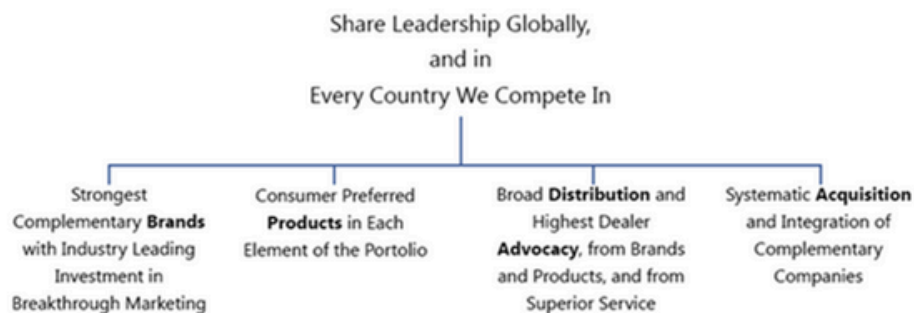 Share Leadership Globally,
and in
Every Country We Compete In
Strongest
Complementary Brands
with Industry Leading
Investment in
Breakthrough Marketing
Consumer Preferred
Products in Each
Element of the Portolio
Broad Distribution and
Highest Dealer
Advocacy, from Brands
and Products, and from
Superior Service
Systematic Acquisition
and Integration of
Complementary
Companies